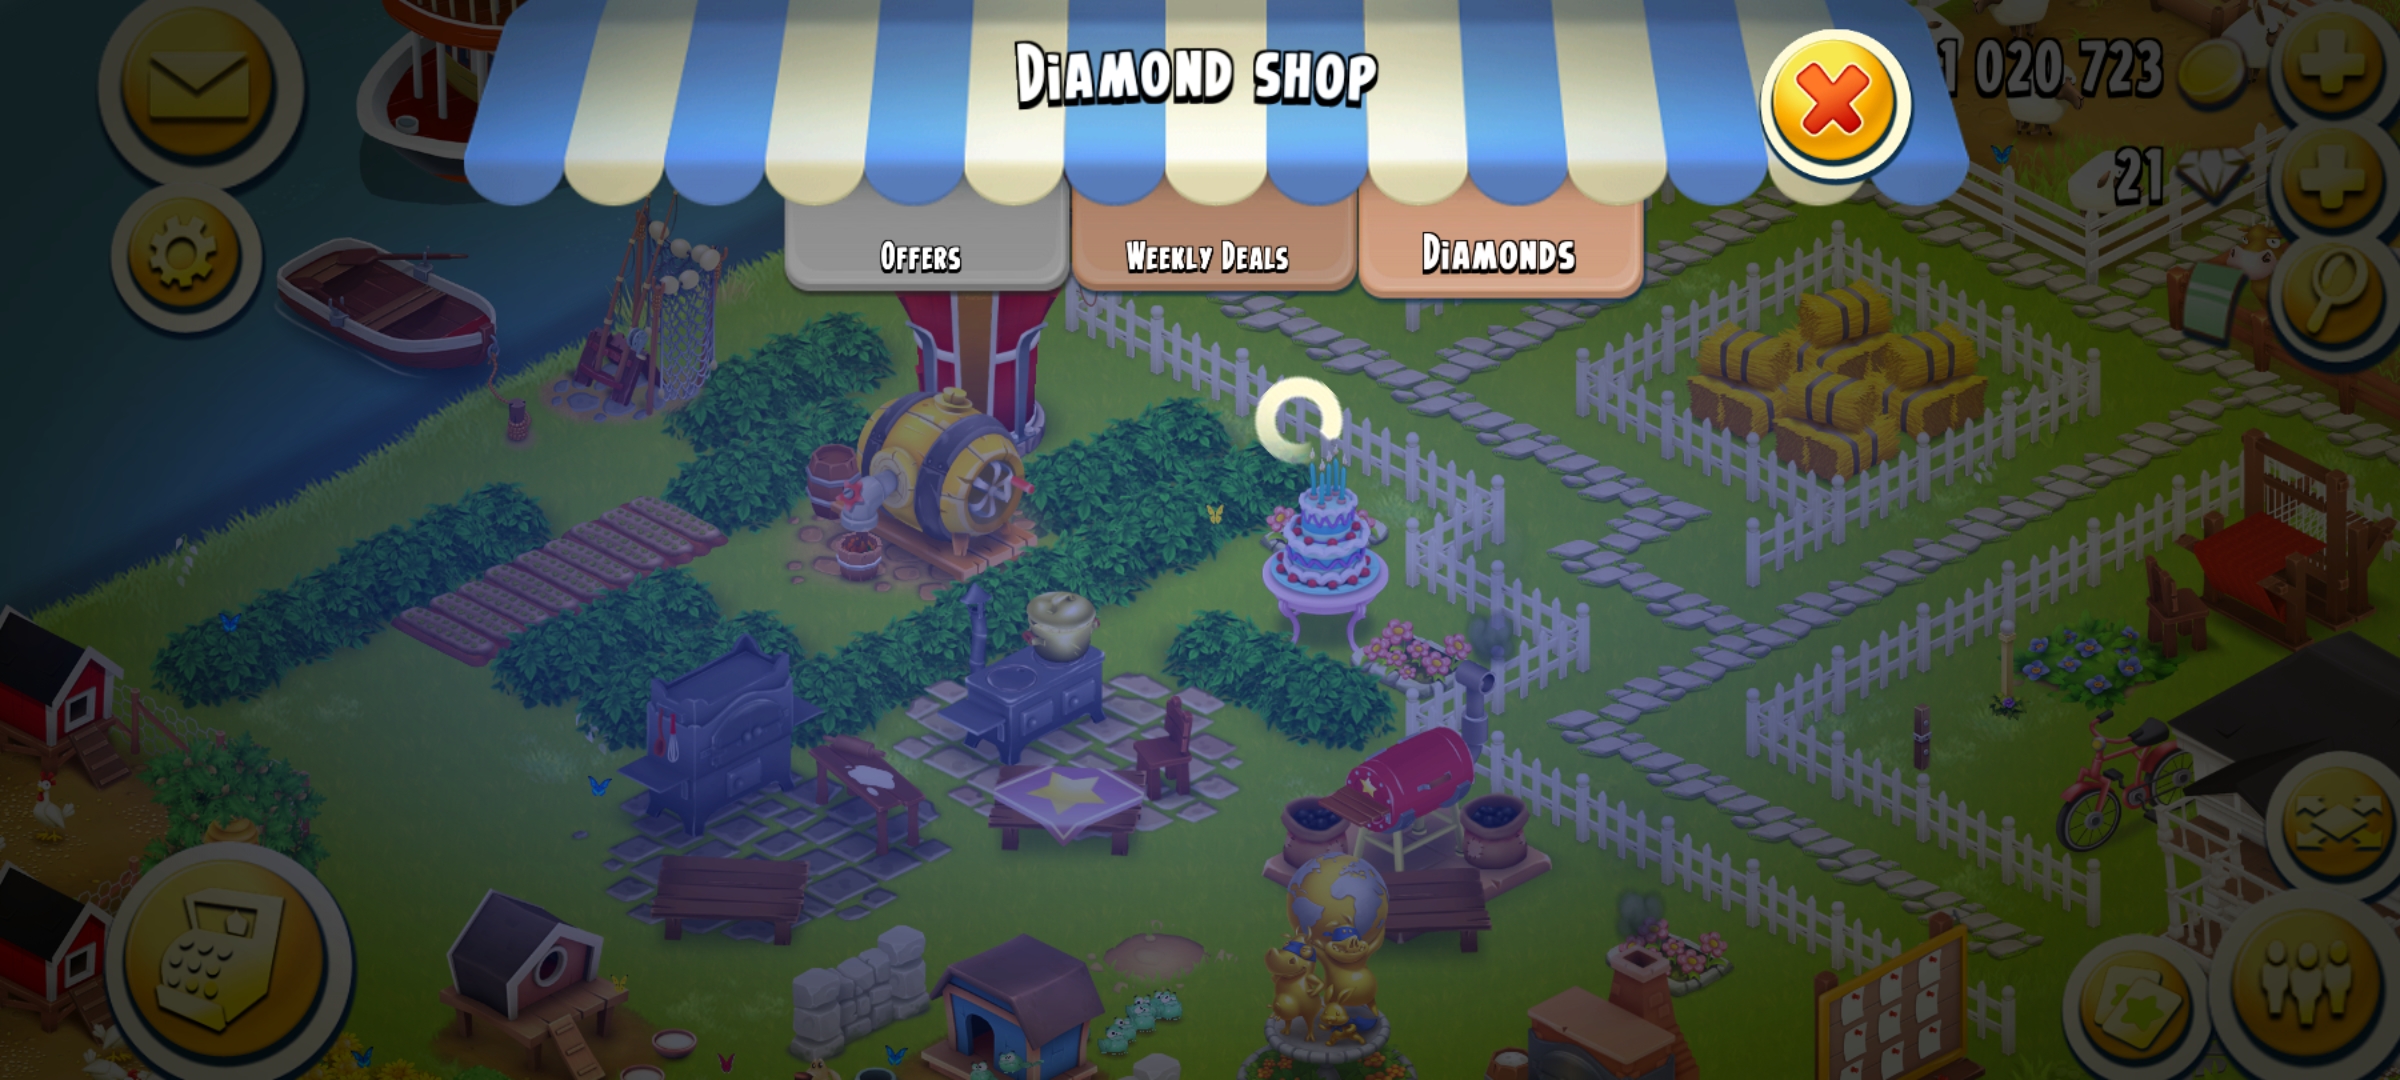 Diamond shop
1 020 723
21
Offers
Weekly Deals
Diamonds